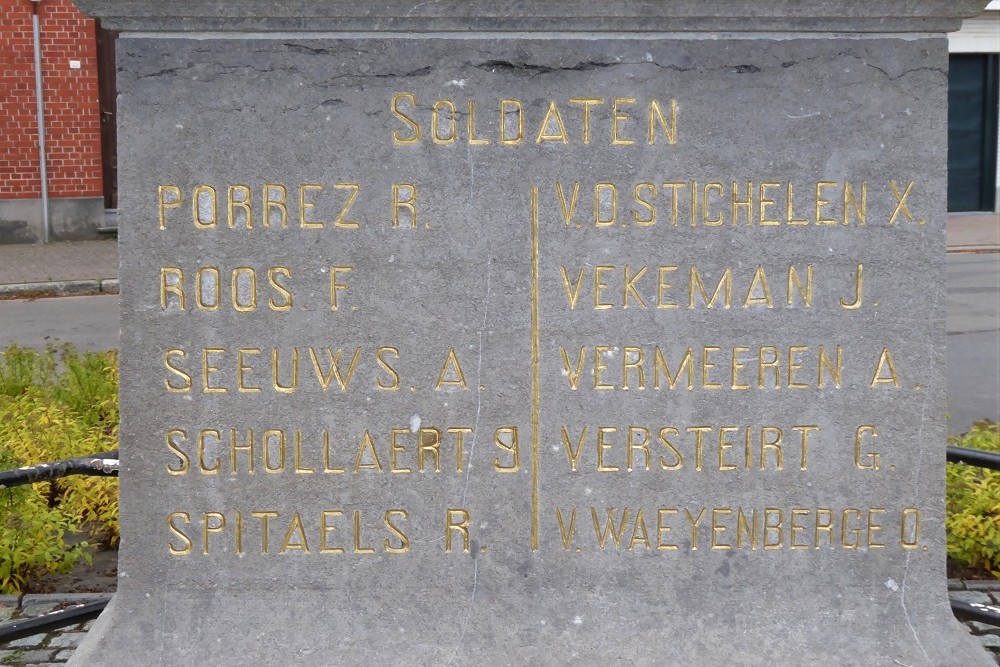 SOLDATEN
PORREZ R.
ROOS F.
SEEUWS. A.
SCHOLLAERT
SPITAELS R.
V.D.STICHELEN X.
VEKEMAN J.
VERMEEREN A.
VERSTEIRT G.
V.WAEYENBERGE O.